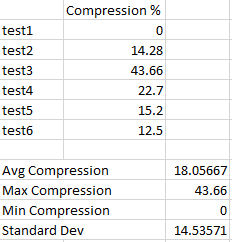 Compression %
test1 0
test2 14.28
test3 43.66
test4 22.7
test5 15.2
test6 12.5
Avg Compression 18.05667
Max Compression 43.66
Min Compression 0
Standard Dev 14.53571